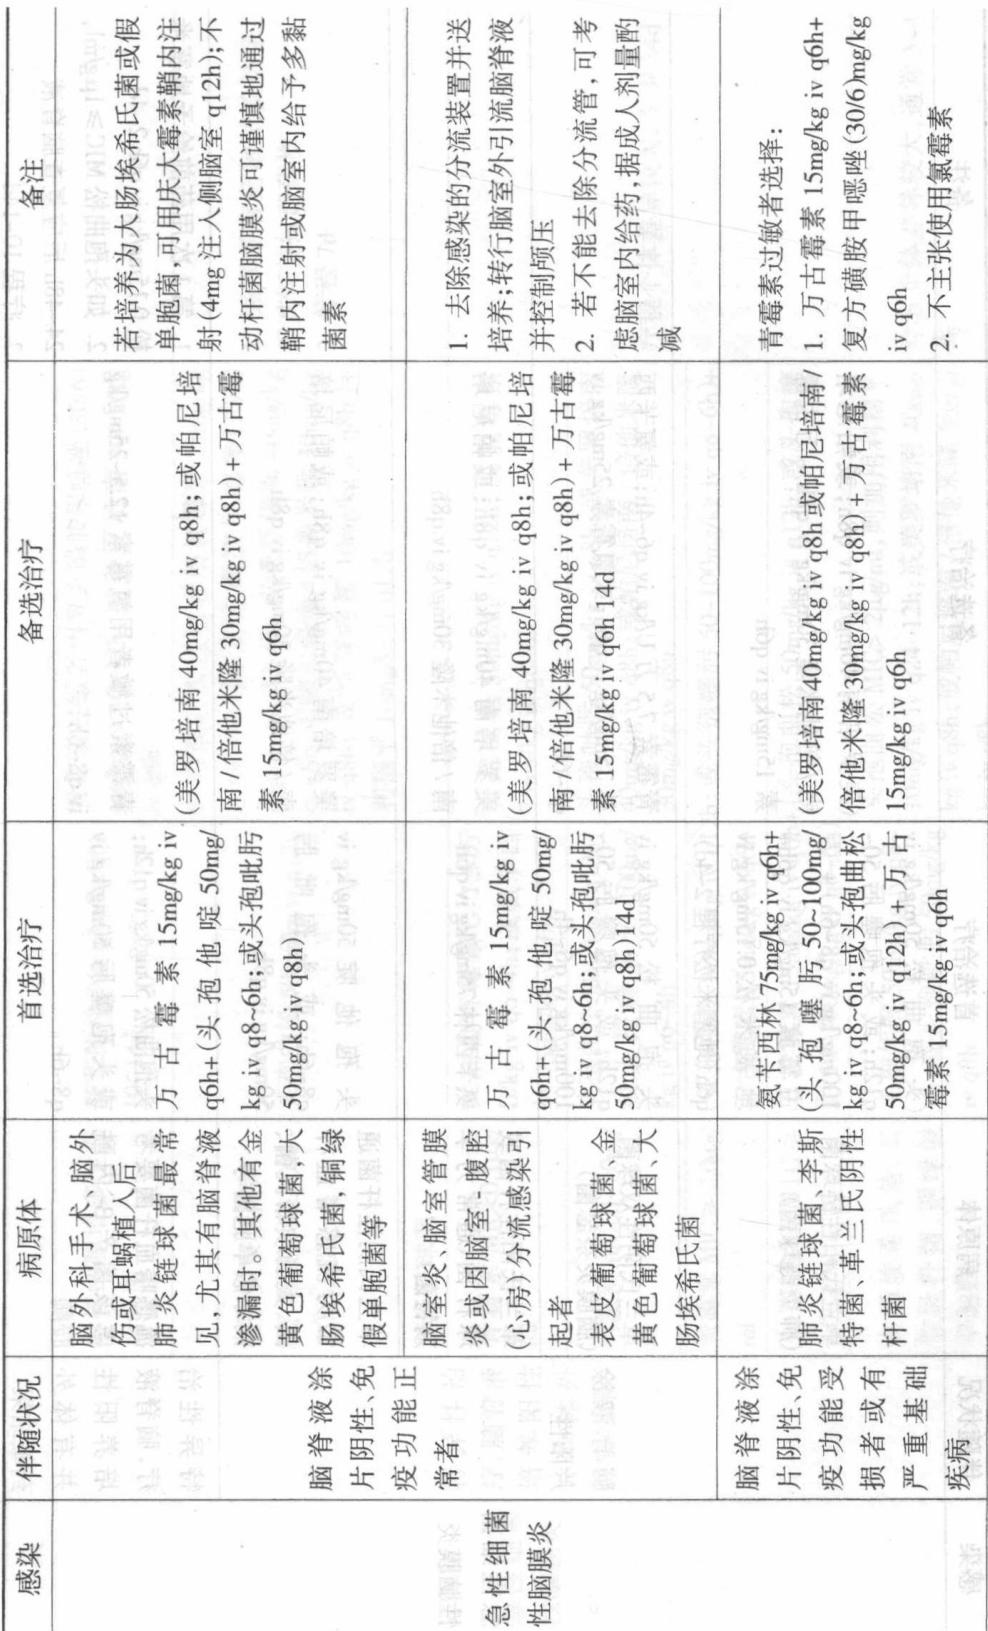 感染
伴随状况
病原体
首选治疗
备选治疗
备注
急性细菌
性脑膜炎
脑脊液涂
片阴性、免
疫功能正
常者
脑外科手术、脑外
伤或耳蜗植入后
肺炎链球菌最常
见,尤其有脑脊液
渗漏时。其他有金
黄色葡萄球菌,大
肠埃希氏菌,铜绿
假单胞菌等
万古霉素 15mg/kg iv
q6h+(头孢他啶 50mg/
kg iv q8~6h;或头孢吡肟
50mg/kg iv q8h)
(美罗培南 40mg/kg iv q8h;或帕尼培
南/倍他米隆 30mg/kg iv q8h)+万古霉
素 15mg/kg iv q6h
若培养为大肠埃希氏菌或假
单胞菌,可用庆大霉素鞘内注
射(4mg 注入侧脑室 q12h);不
动杆菌脑膜炎可谨慎地通过
鞘内注射或脑室内给予多黏
菌素
脑室炎、脑室管膜
炎或因脑室-腹腔
(心房)分流感染引
起者
表皮葡萄球菌、金
黄色葡萄球菌、大
肠埃希氏菌
万古霉素 15mg/kg iv
q6h+(头孢他啶 50mg/
kg iv q8~6h;或头孢吡肟
50mg/kg iv q8h)14d
(美罗培南 40mg/kg iv q8h;或帕尼培
南/倍他米隆 30mg/kg iv q8h)+万古霉
素 15mg/kg iv q6h 14d
1. 去除感染的分流装置并送
培养;转行脑室外引流脑脊液
并控制颅压
2. 若不能去除分流管,可考
虑脑室内给药,据成人剂量酌
减
脑脊液涂
片阴性、免
疫功能受
损者或有
严重基础
疾病
肺炎链球菌、李斯
特菌、革兰氏阴性
杆菌
氨苄西林 75mg/kg iv q6h+
(头孢噻肟 50~100mg/
kg iv q8~6h;或头孢曲松
50mg/kg iv q12h)+万古
霉素 15mg/kg iv q6h
(美罗培南40mg/kg iv q8h或帕尼培南/
倍他米隆 30mg/kg iv q8h)+万古霉素
15mg/kg iv q6h
青霉素过敏者选择:
1. 万古霉素 15mg/kg iv q6h+
复方磺胺甲噁唑(30/6)mg/kg
iv q6h
2. 不主张使用氯霉素